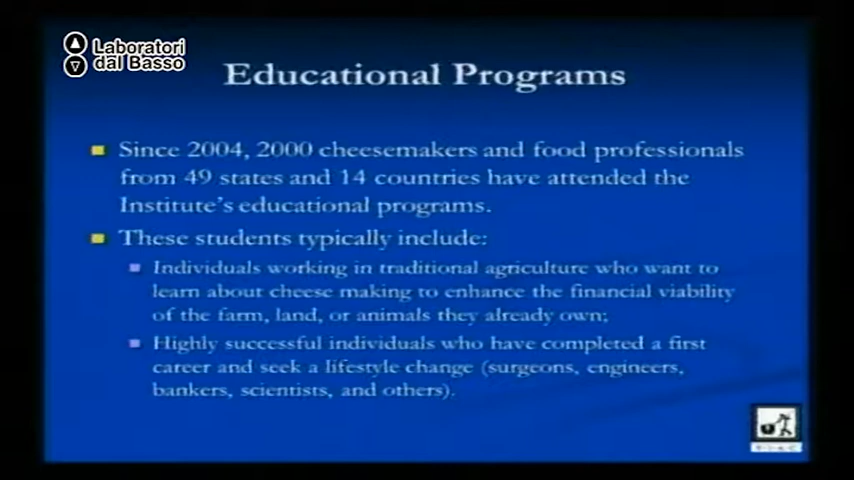 Laboratori
dal Basso
Educational Programs
Since 2004, 2000 cheesemakers and food professionals
from 49 states and 14 countries have attended the
Institute's educational programs.
These students typically include:
Individuals working in traditional agriculture who want to
learn about cheese making to enhance the financial viability
of the farm, land, or animals they already own;
Highly successful individuals who have completed a first
career and seek a lifestyle change (surgeons, engineers,
bankers, scientists, and others).